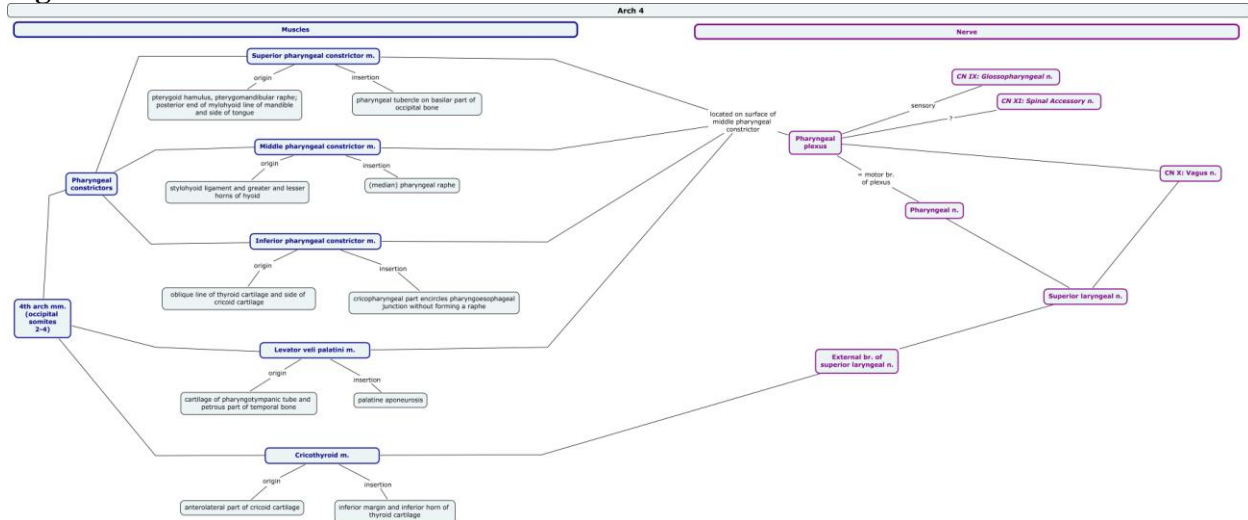 Arch 4
Muscles
Nerve
Superior pharyngeal constrictor m.
origin
insertion
pterygoid hamulus, pterygomandibular raphe;
posterior end of mylohyoid line of mandible
and side of tongue
pharyngeal tubercle on basilar part of
occipital bone
CN IX: Glossopharyngeal n.
CN XI: Spinal Accessory n.
sensory
?
located on surface of
middle pharyngeal
constrictor
Pharyngeal
plexus
Middle pharyngeal constrictor m.
origin
insertion
stylohyoid ligament and greater and lesser
horns of hyoid
(median) pharyngeal raphe
Pharyngeal
constrictors
= motor br.
of plexus
CN X: Vagus n.
Pharyngeal n.
Inferior pharyngeal constrictor m.
origin
insertion
oblique line of thyroid cartilage and side of
cricoid cartilage
cricopharyngeal part encircles pharyngoesophageal
junction without forming a raphe
4th arch mm.
(occipital
somites
2-4)
Superior laryngeal n.
Levator veli palatini m.
origin
insertion
cartilage of pharyngotympanic tube and
petrous part of temporal bone
palatine aponeurosis
External br. of
superior laryngeal n.
Cricothyroid m.
origin
insertion
anterolateral part of cricoid cartilage
inferior margin and inferior horn of
thyroid cartilage